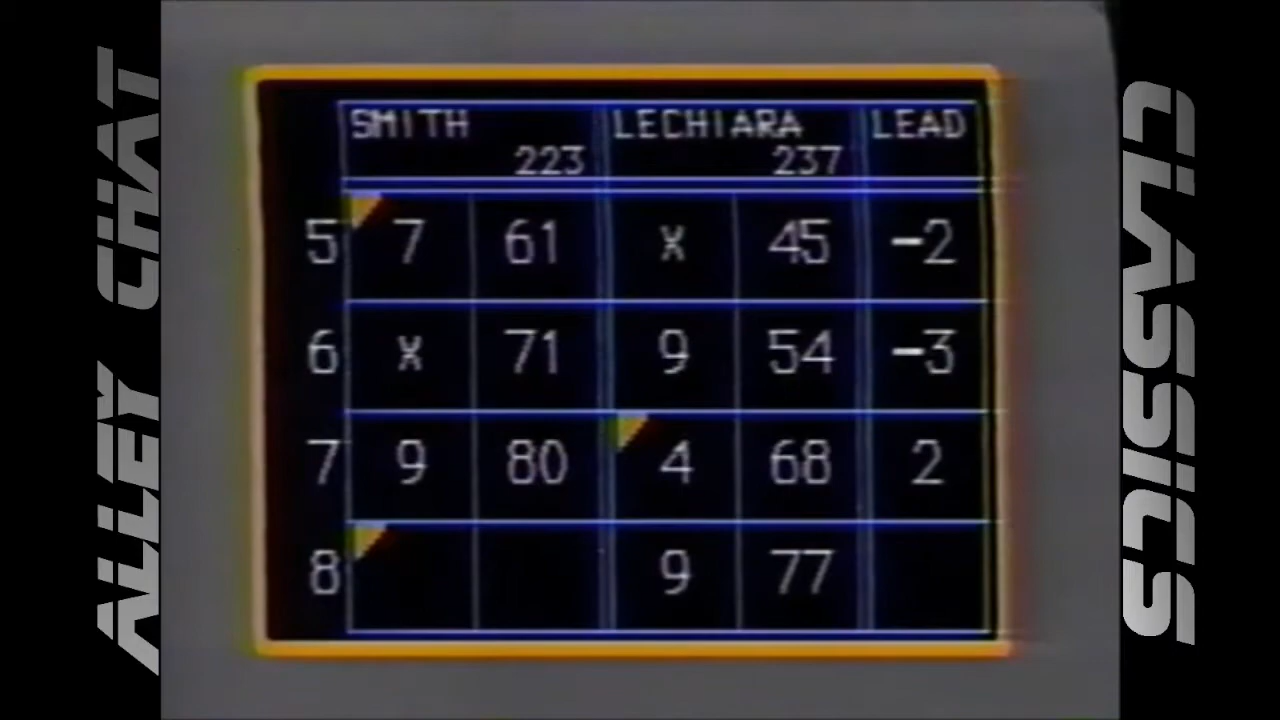 ALLEY CHAT
SMITH LECHIARA LEAD
223 237
5 7 61 X 45 -2
6 X 71 9 54 -3
7 9 80 4 68 2
8 9 77
CLASSICS